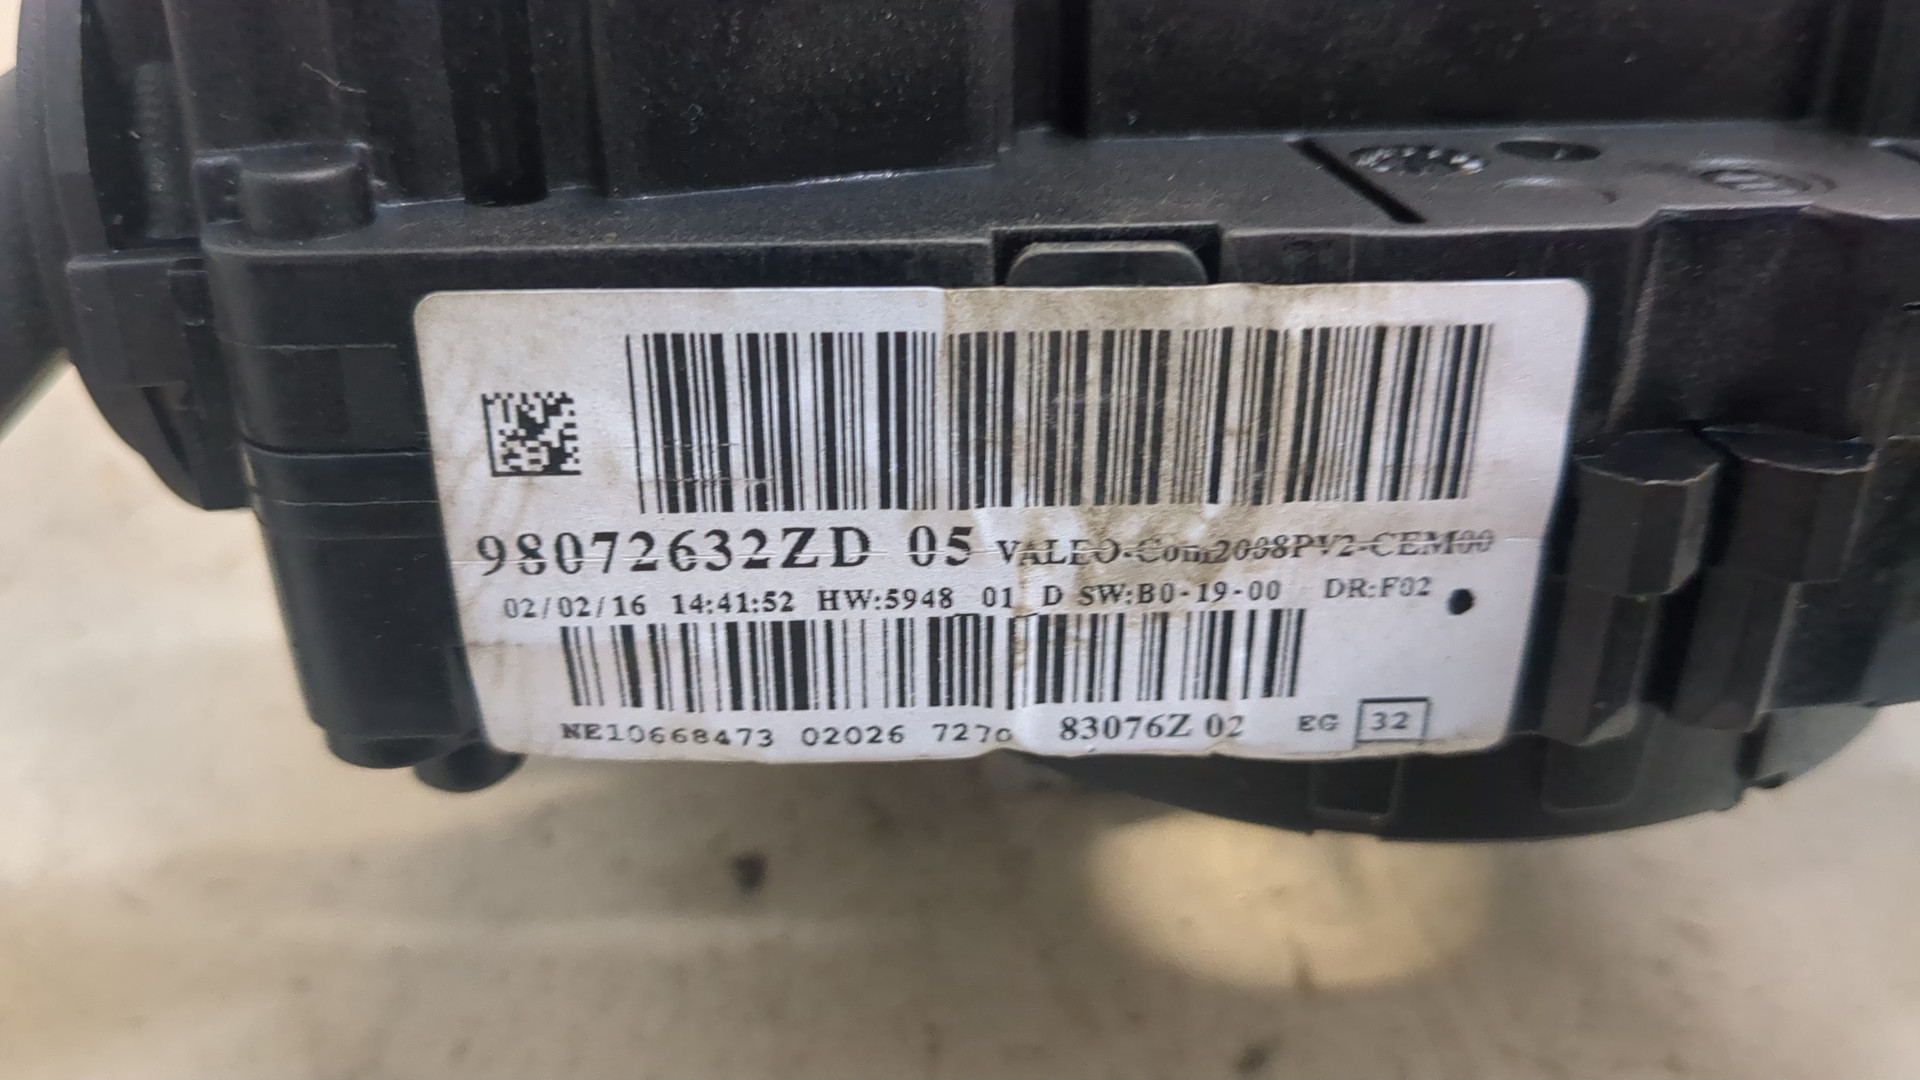 98072632ZD 05 VALEO-Com2008PV2-CEM00
02/02/16 14:41:52 HW:5948 01 D SW:B0-19-00 DR:F02
NE10668473 02026 7270 83076Z 02 EG 32